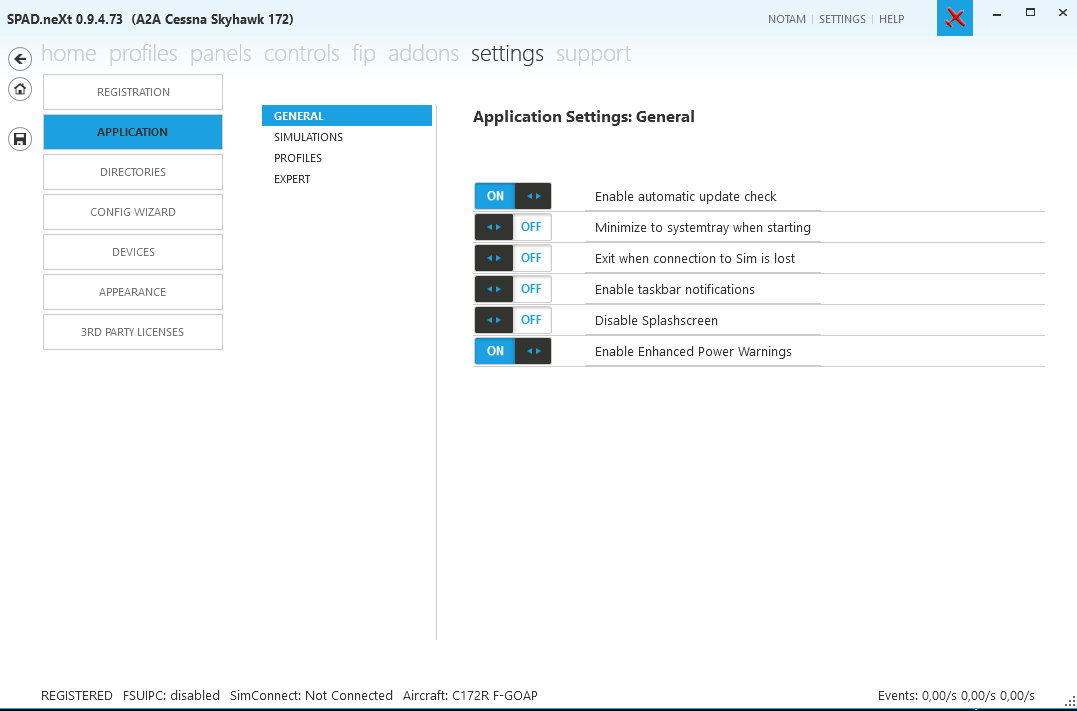 SPAD.neXt 0.9.4.73 (A2A Cessna Skyhawk 172)
NOTAM | SETTINGS | HELP
home profiles panels controls fip addons settings support
REGISTRATION
APPLICATION
DIRECTORIES
CONFIG WIZARD
DEVICES
APPEARANCE
3RD PARTY LICENSES
GENERAL
SIMULATIONS
PROFILES
EXPERT
Application Settings: General
ON Enable automatic update check
OFF Minimize to systemtray when starting
OFF Exit when connection to Sim is lost
OFF Enable taskbar notifications
OFF Disable Splashscreen
ON Enable Enhanced Power Warnings
REGISTERED FSUIPC: disabled SimConnect: Not Connected Aircraft: C172R F-GOAP Events: 0,00/s 0,00/s 0,00/s